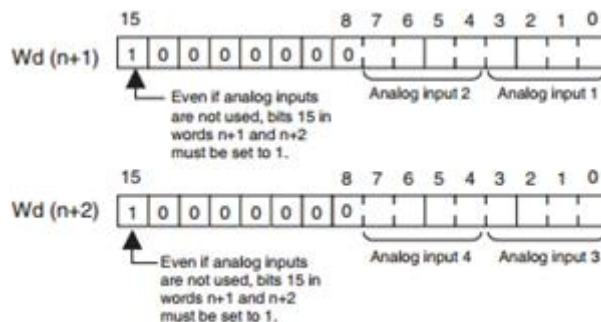 15 8 7 6 5 4 3 2 1 0
Wd (n+1) 1 0 0 0 0 0 0 0
Analog input 2 Analog input 1
Even if analog inputs
are not used, bits 15 in
words n+1 and n+2
must be set to 1.
15 8 7 6 5 4 3 2 1 0
Wd (n+2) 1 0 0 0 0 0 0 0
Analog input 4 Analog input 3
Even if analog inputs
are not used, bits 15 in
words n+1 and n+2
must be set to 1.